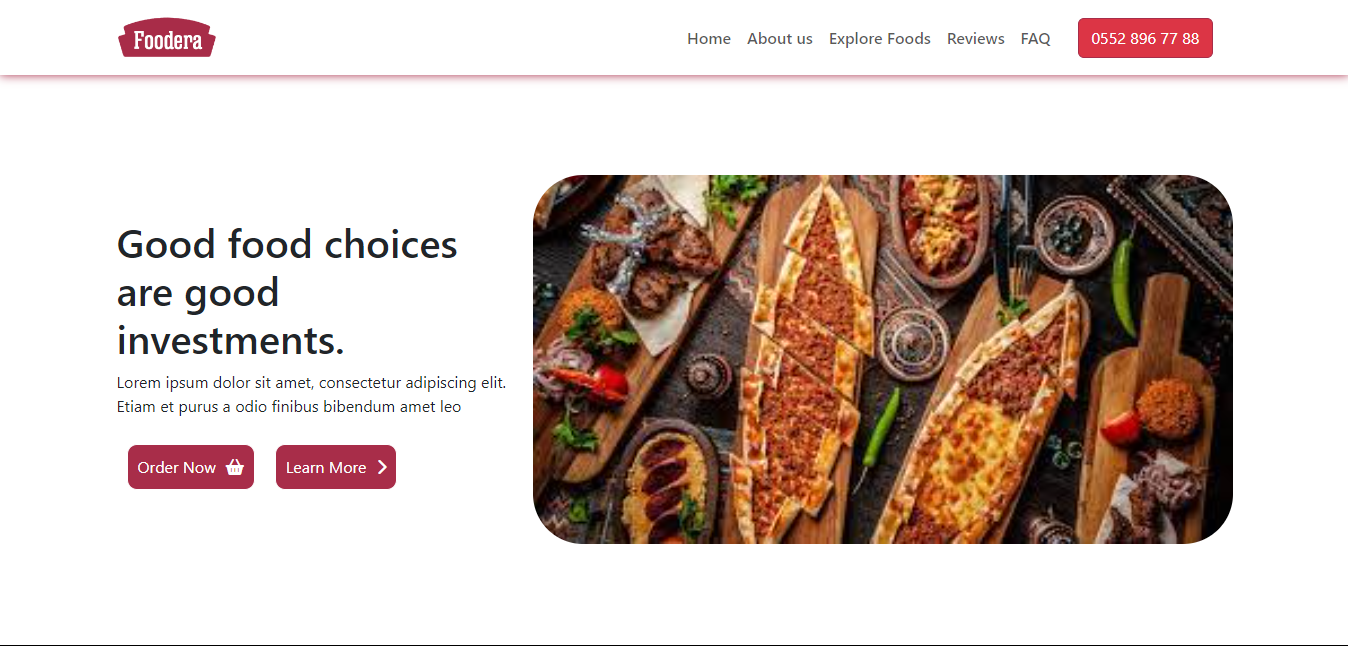 Foodera
Home
About us
Explore Foods
Reviews
FAQ
0552 896 77 88
Good food choices
are good
investments.
Lorem ipsum dolor sit amet, consectetur adipiscing elit.
Etiam et purus a odio finibus bibendum amet leo
Order Now
Learn More